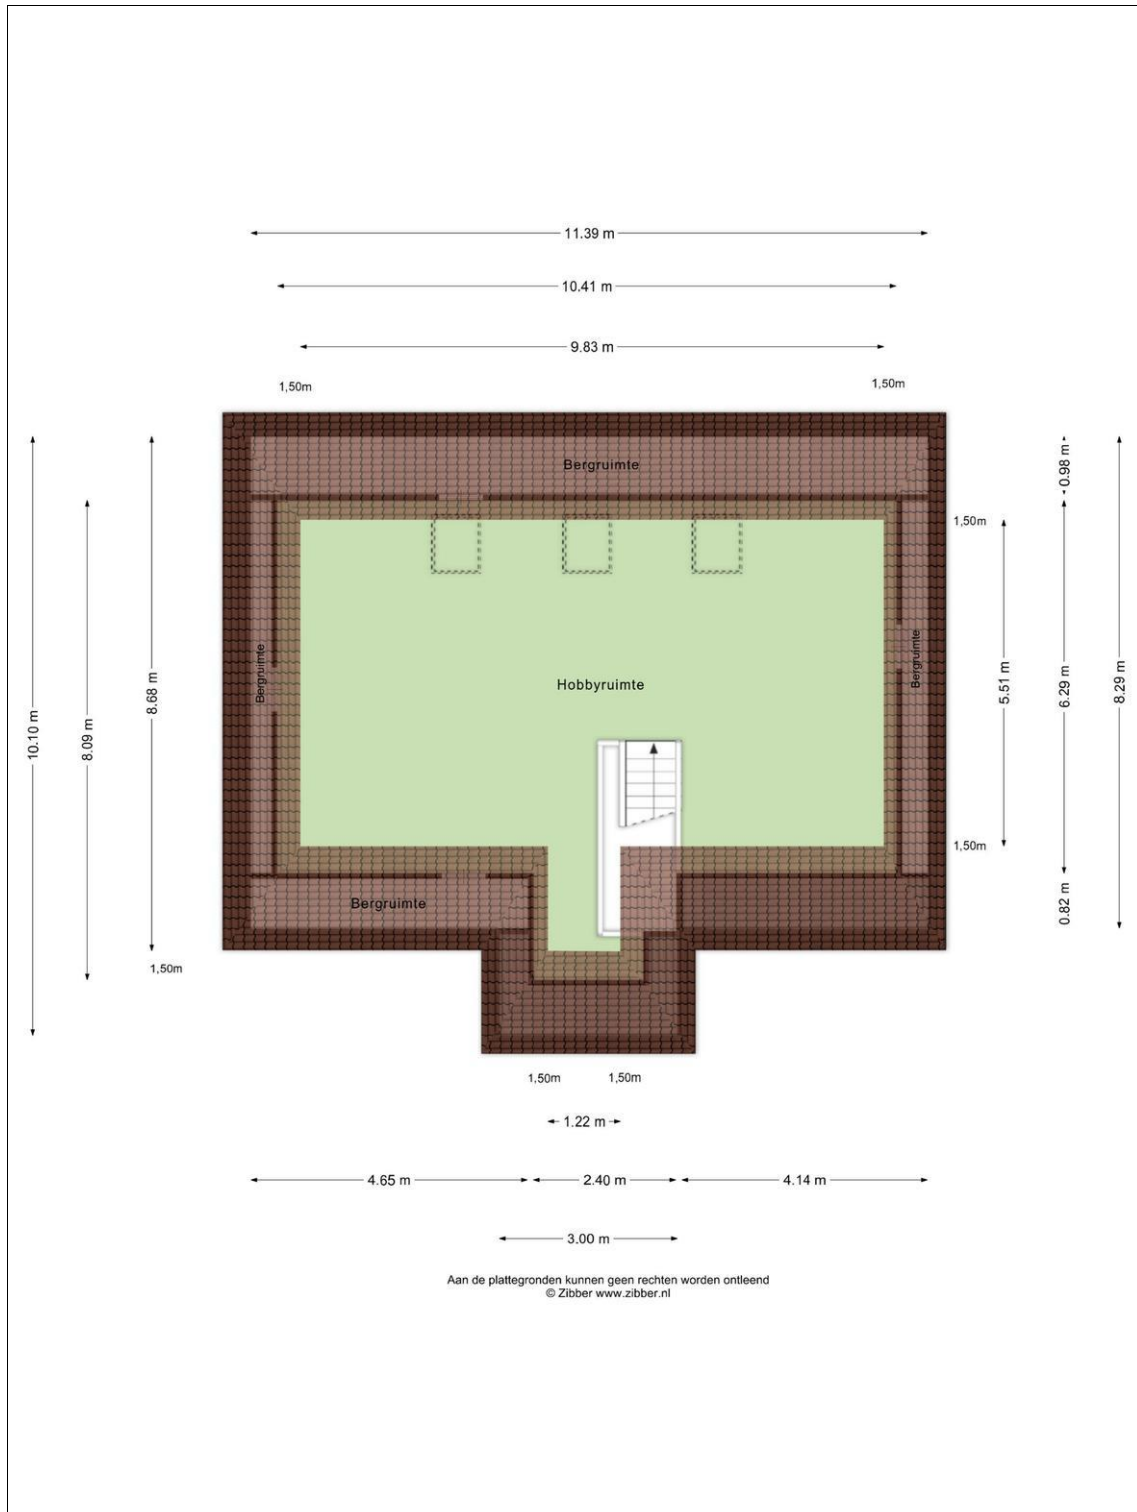 11.39 m
10.41 m
9.83 m
1,50m
1,50m
Bergruimte
0.98 m
1,50m
Bergruimte
Hobbyruimte
Bergruimte
10.10 m
8.09 m
8.68 m
5.51 m
6.29 m
8.29 m
1,50m
Bergruimte
0.82 m
1,50m
1,50m
1,50m
1.22 m
4.65 m
2.40 m
4.14 m
3.00 m
Aan de plattegronden kunnen geen rechten worden ontleend
© Zibber www.zibber.nl